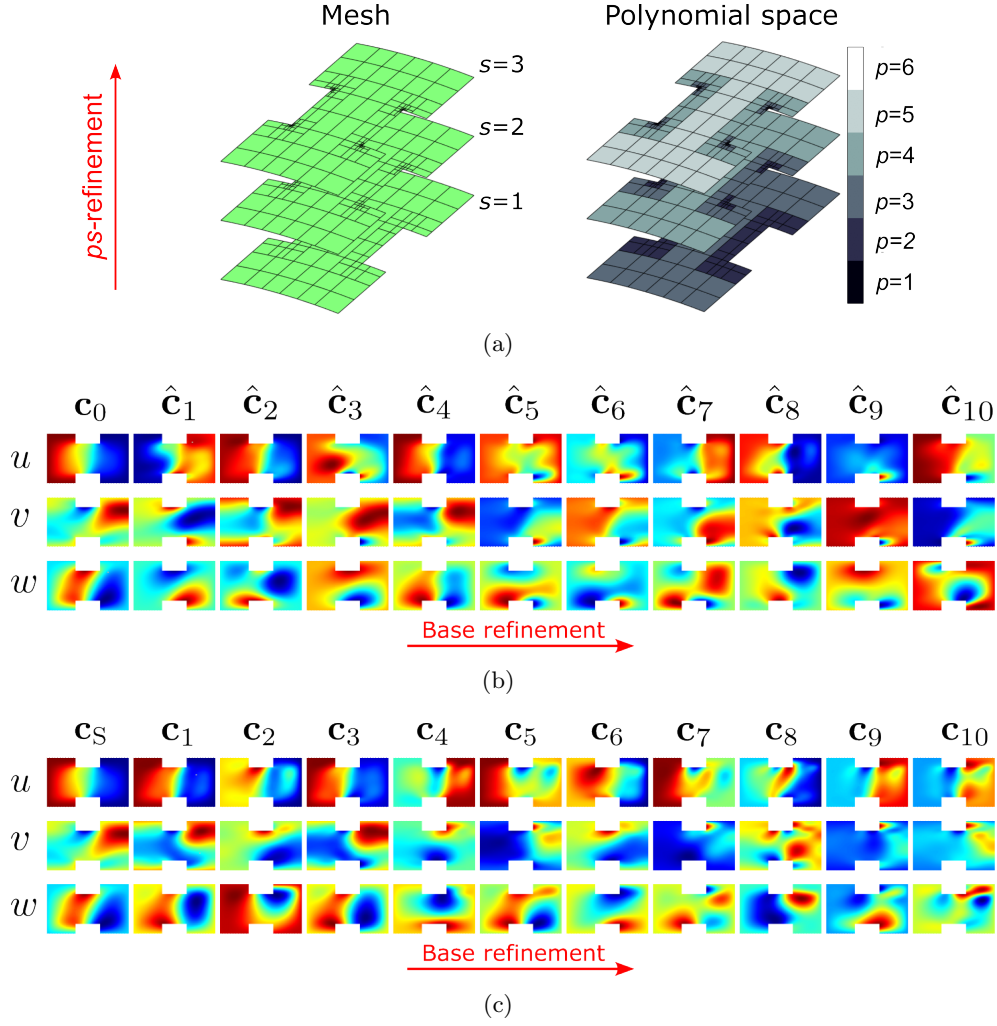 Mesh
Polynomial space
ps-refinement
s=3
s=2
s=1
p=6
p=5
p=4
p=3
p=2
p=1
(a)
c₀ ĉ₁ ĉ₂ ĉ₃ ĉ₄ ĉ₅ ĉ₆ ĉ₇ ĉ₈ ĉ₉ ĉ₁₀
u
v
w
Base refinement
(b)
c_S c₁ c₂ c₃ c₄ c₅ c₆ c₇ c₈ c₉ c₁₀
u
v
w
Base refinement
(c)